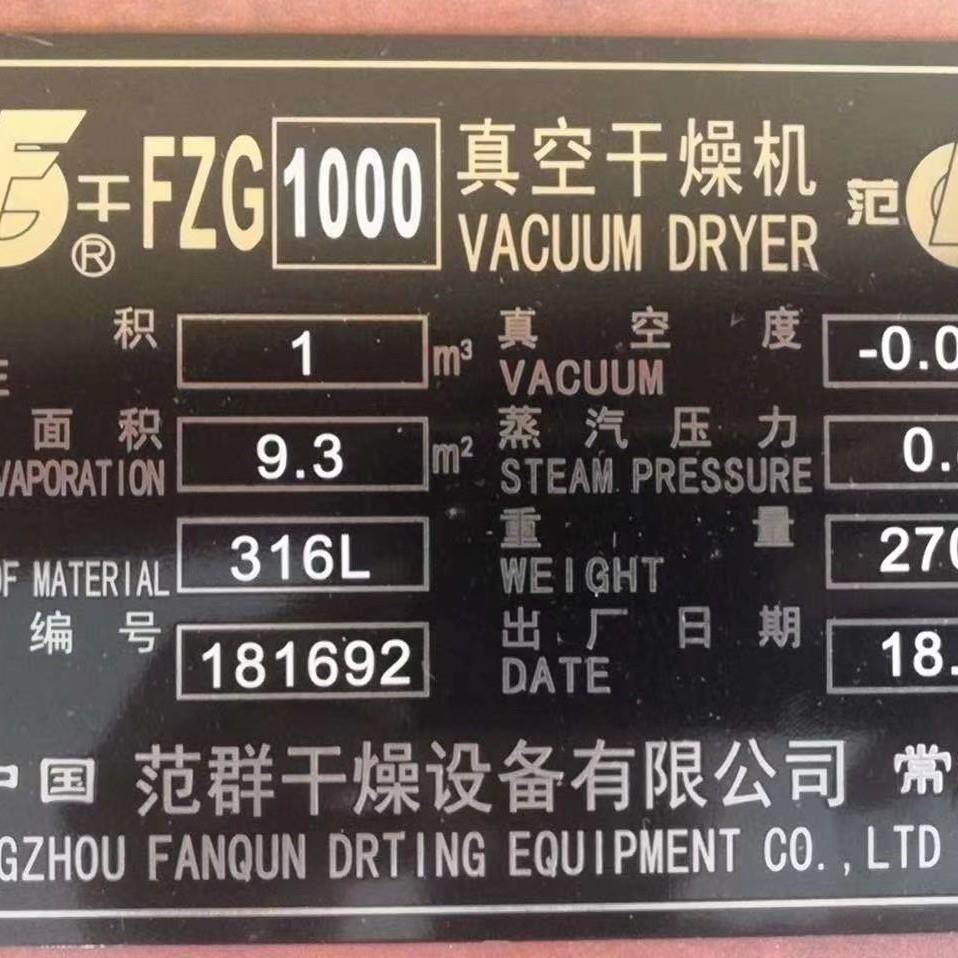 干 ® FZG 1000 真空干燥机 范
VACUUM DRYER
积 1 m³ 真空度 -0.0
E VACUUM
面积 9.3 m² 蒸汽压力 0.
VAPORATION STEAM PRESSURE
316L 重量 270
OF MATERIAL WEIGHT
编号 181692 出厂日期 18.
DATE
中国 范群干燥设备有限公司 常
GZHOU FANQUN DRTING EQUIPMENT CO.,LTD